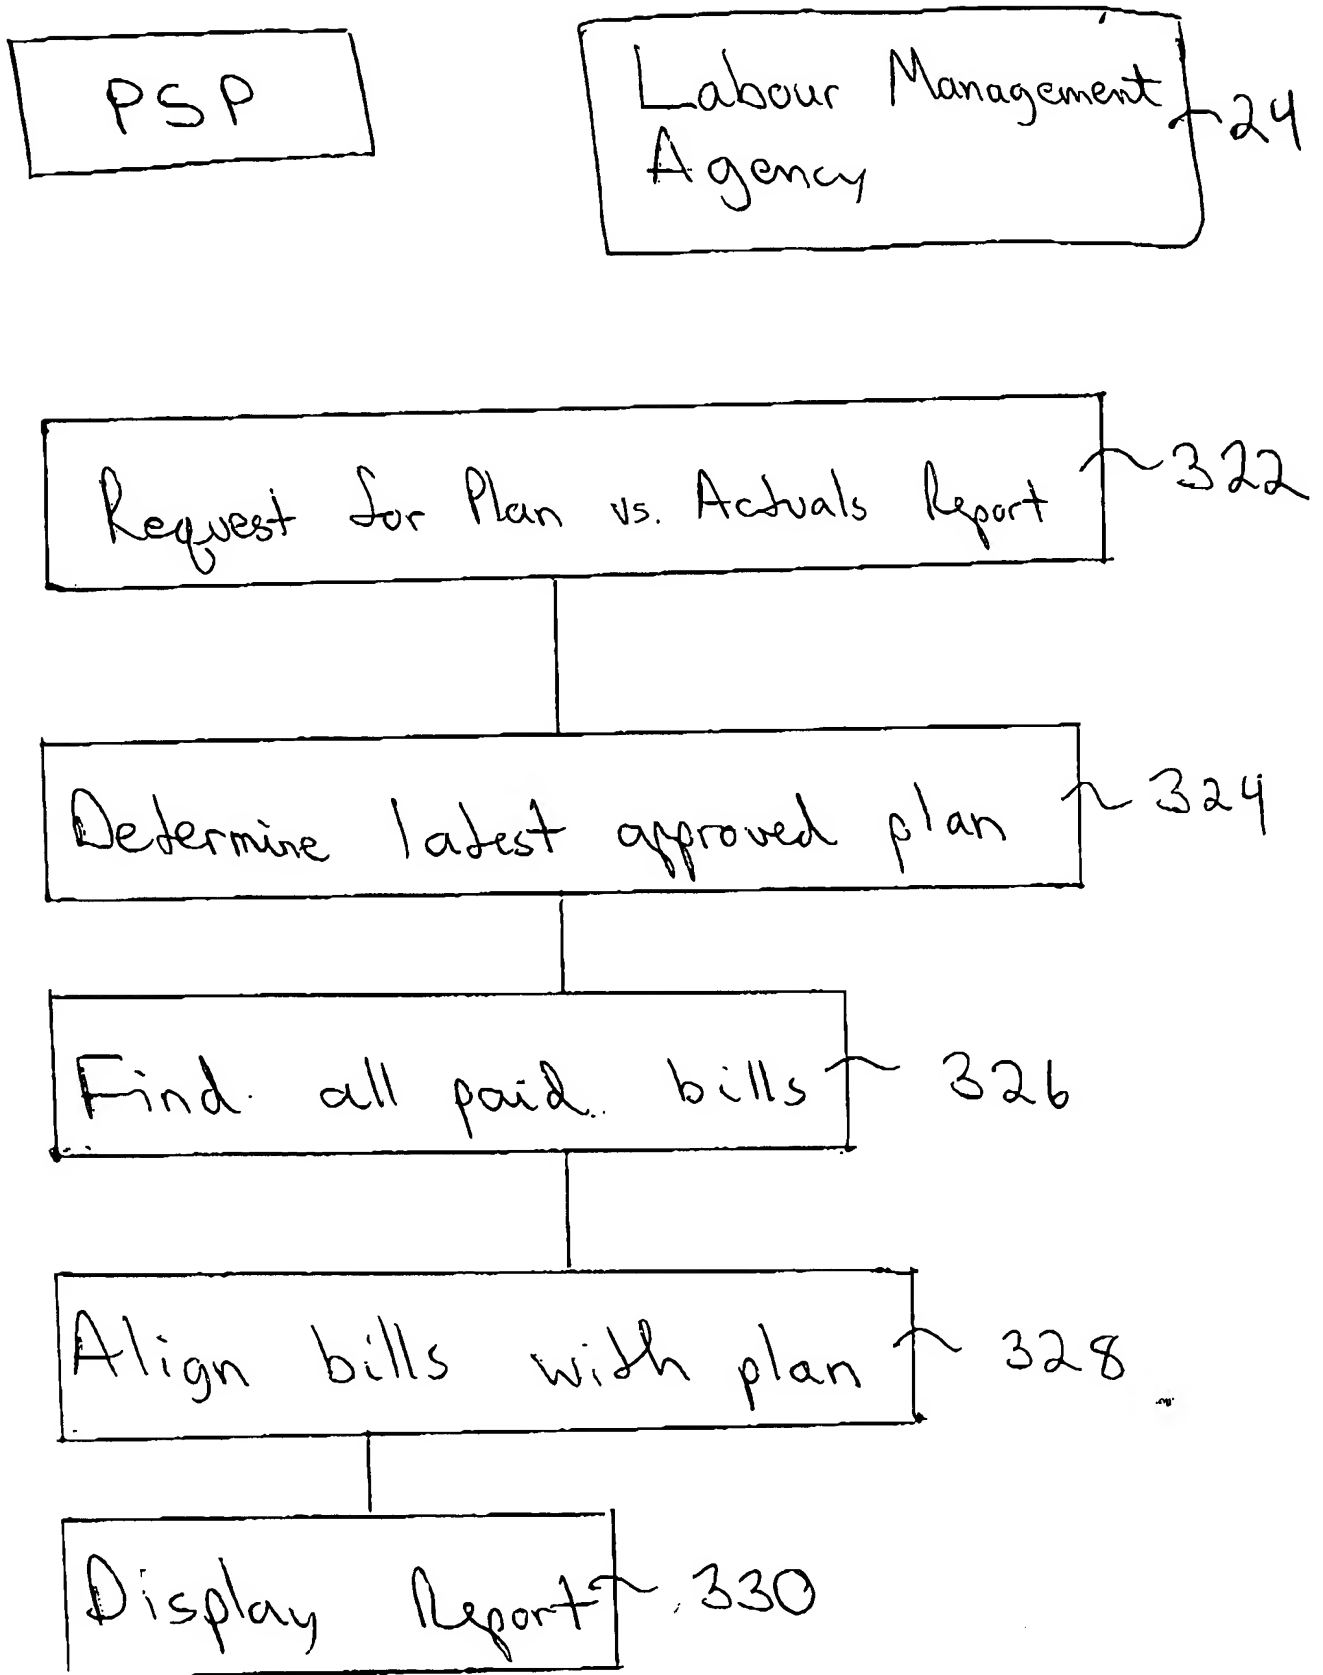 PSP
Labour Management 24
Agency
Request for Plan vs. Actuals Report 322
Determine latest approved plan 324
Find all paid bills 326
Align bills with plan 328
Display Report 330